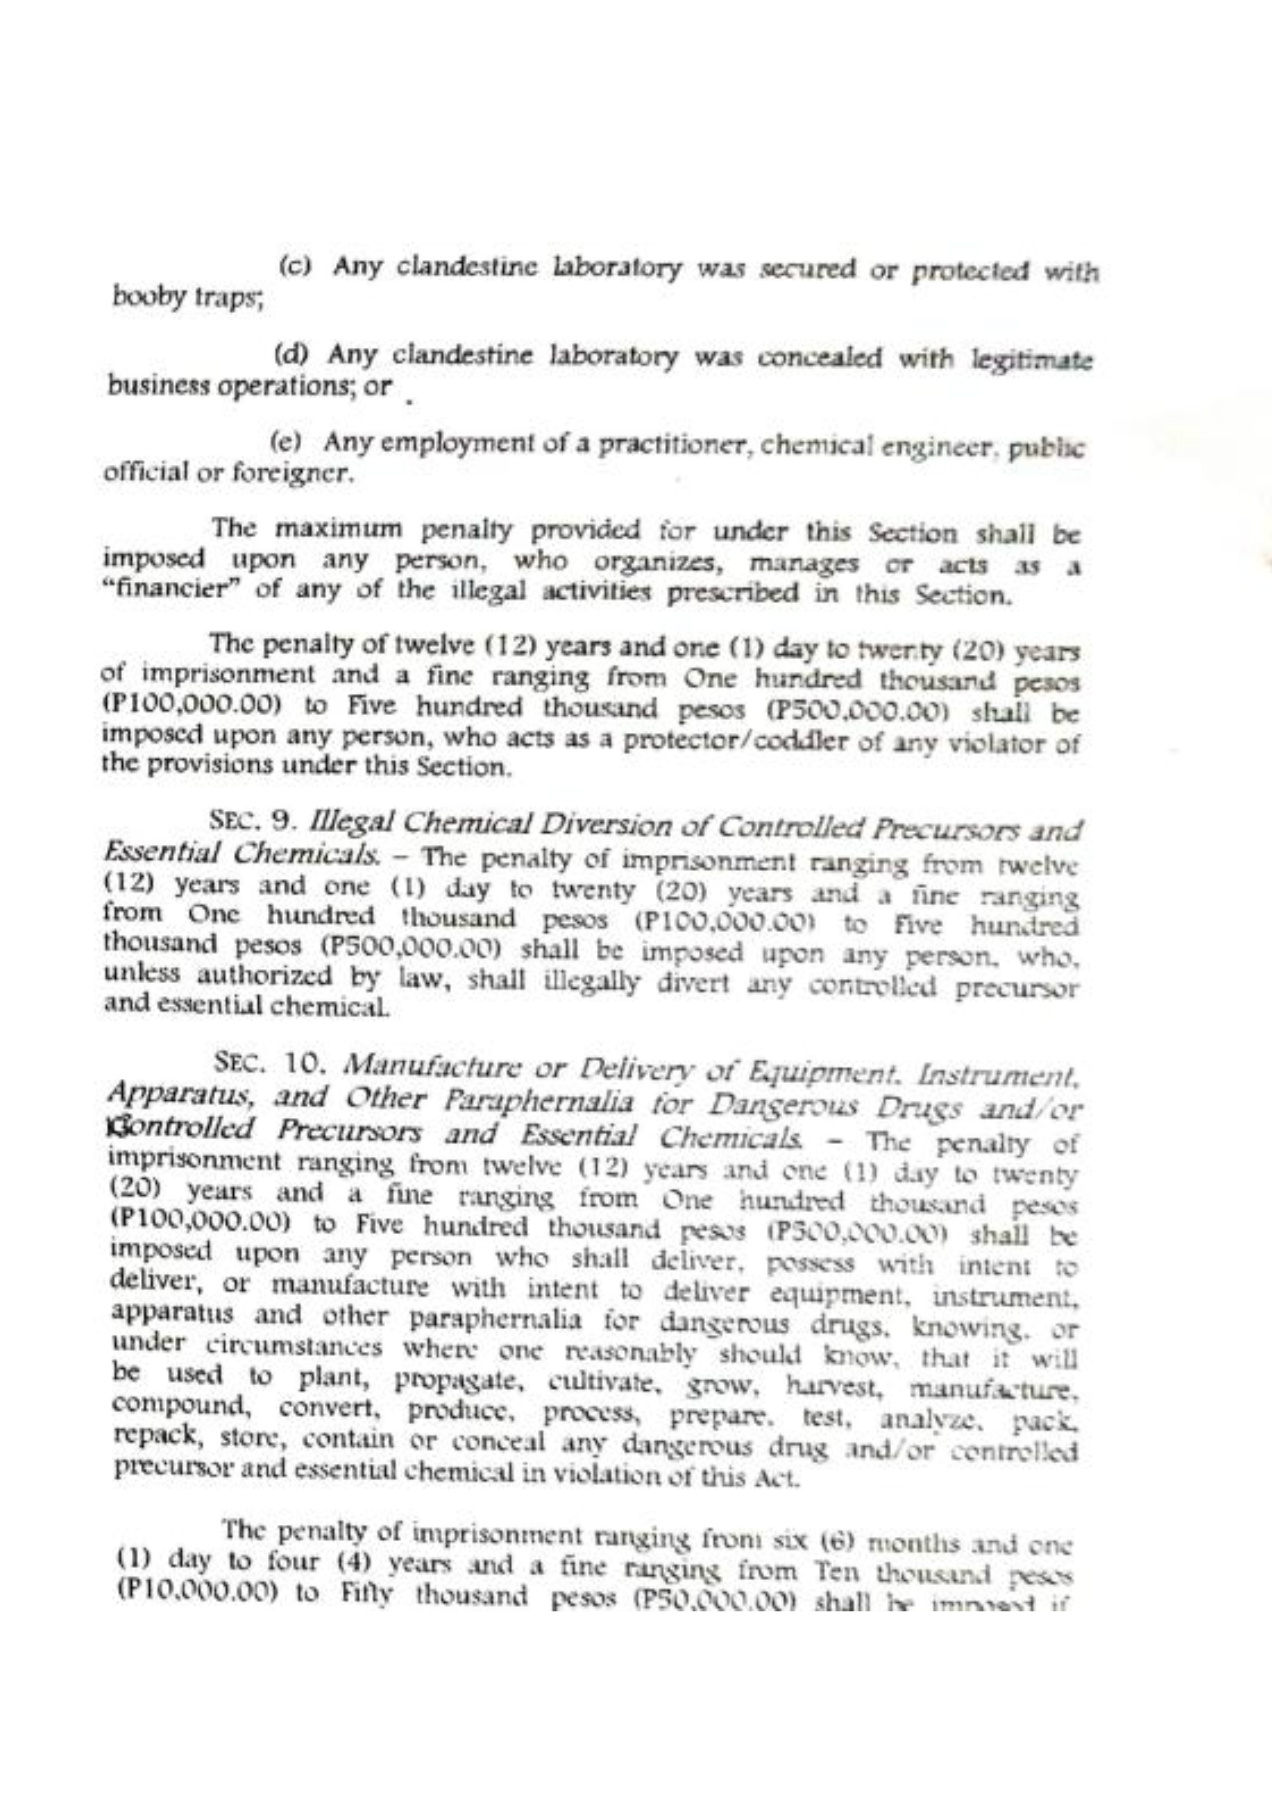 (c) Any clandestine laboratory was secured or protected with
booby traps;
(d) Any clandestine laboratory was concealed with legitimate
business operations; or
(e) Any employment of a practitioner, chemical engineer, public
official or foreigner.
The maximum penalty provided for under this Section shall be
imposed upon any person, who organizes, manages or acts as a
“financier” of any of the illegal activities prescribed in this Section.
The penalty of twelve (12) years and one (1) day to twenty (20) years
of imprisonment and a fine ranging from One hundred thousand pesos
(P100,000.00) to Five hundred thousand pesos (P500,000.00) shall be
imposed upon any person, who acts as a protector/coddler of any violator of
the provisions under this Section.
SEC. 9. Illegal Chemical Diversion of Controlled Precursors and
Essential Chemicals. – The penalty of imprisonment ranging from twelve
(12) years and one (1) day to twenty (20) years and a fine ranging
from One hundred thousand pesos (P100,000.00) to Five hundred
thousand pesos (P500,000.00) shall be imposed upon any person, who,
unless authorized by law, shall illegally divert any controlled precursor
and essential chemical.
SEC. 10. Manufacture or Delivery of Equipment, Instrument,
Apparatus, and Other Paraphernalia for Dangerous Drugs and/or
Controlled Precursors and Essential Chemicals. – The penalty of
imprisonment ranging from twelve (12) years and one (1) day to twenty
(20) years and a fine ranging from One hundred thousand pesos
(P100,000.00) to Five hundred thousand pesos (P500,000.00) shall be
imposed upon any person who shall deliver, possess with intent to
deliver, or manufacture with intent to deliver equipment, instrument,
apparatus and other paraphernalia for dangerous drugs, knowing, or
under circumstances where one reasonably should know, that it will
be used to plant, propagate, cultivate, grow, harvest, manufacture,
compound, convert, produce, process, prepare, test, analyze, pack,
repack, store, contain or conceal any dangerous drug and/or controlled
precursor and essential chemical in violation of this Act.
The penalty of imprisonment ranging from six (6) months and one
(1) day to four (4) years and a fine ranging from Ten thousand pesos
(P10,000.00) to Fifty thousand pesos (P50,000.00) shall be imposed if